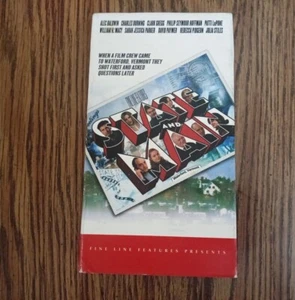 ALEC BALDWIN CHARLES DURNING CLARK GREGG PHILIP SEYMOUR HOFFMAN PATTI LuPONE
WILLIAM H. MACY SARAH JESSICA PARKER DAVID PAYMER REBECCA PIDGEON JULIA STILES
WHEN A FILM CREW CAME
TO WATERFORD, VERMONT THEY
SHOT FIRST AND ASKED
QUESTIONS LATER
STATE
AND
MAIN
FINE LINE FEATURES PRESENTS